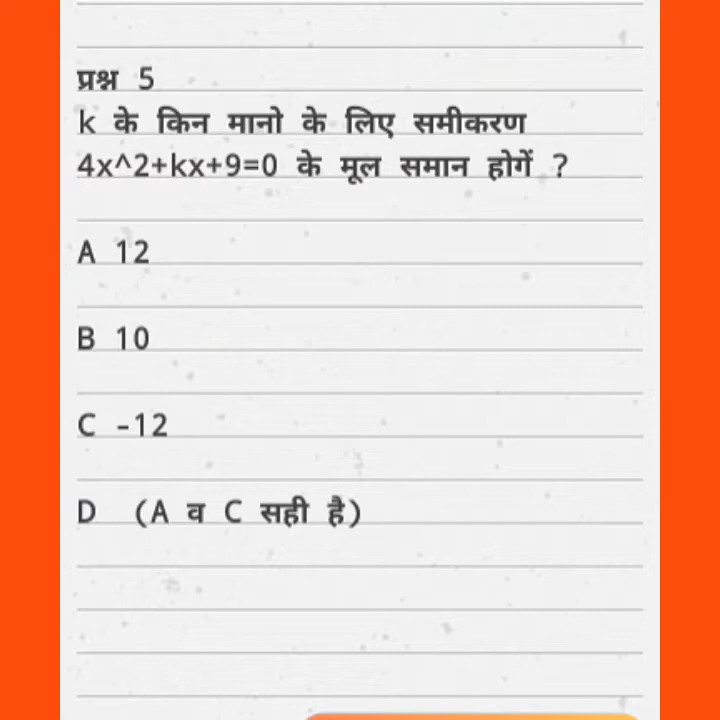 प्रश्न 5
k के किन मानो के लिए समीकरण
4x^2+kx+9=0 के मूल समान होगें ?
A 12
B 10
C -12
D (A व C सही है)